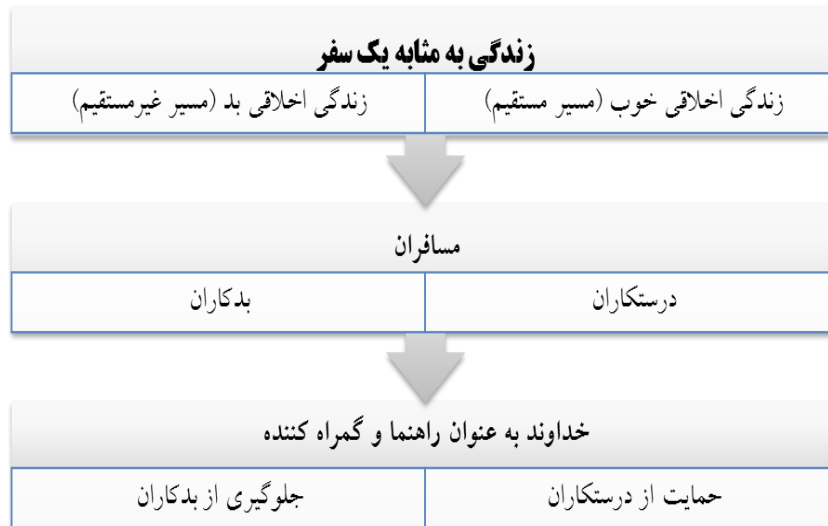 زندگی به مثابه یک سفر
زندگی اخلاقی خوب (مسیر مستقیم)
زندگی اخلاقی بد (مسیر غیرمستقیم)
مسافران
درستکاران
بدکاران
خداوند به عنوان راهنما و گمراه کننده
حمایت از درستکاران
جلوگیری از بدکاران